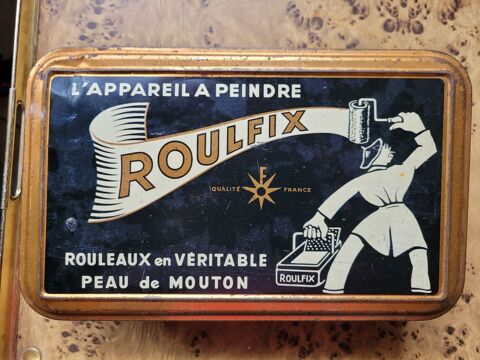 L'APPAREIL A PEINDRE
ROULFIX
F
QUALITÉ FRANCE
ROULEAUX en VÉRITABLE
PEAU de MOUTON
ROULFIX